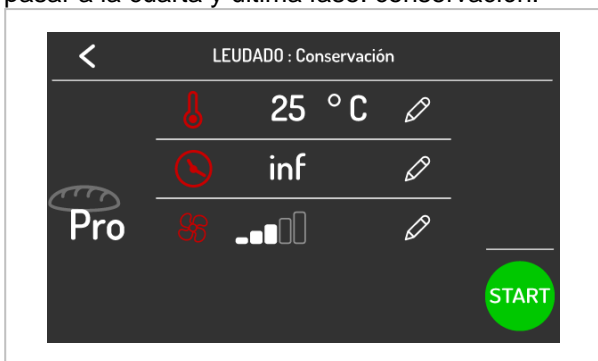 pasar a la cuarta y última fase: conservación.
LEUDADO : Conservación
25 °C
inf
Pro
START